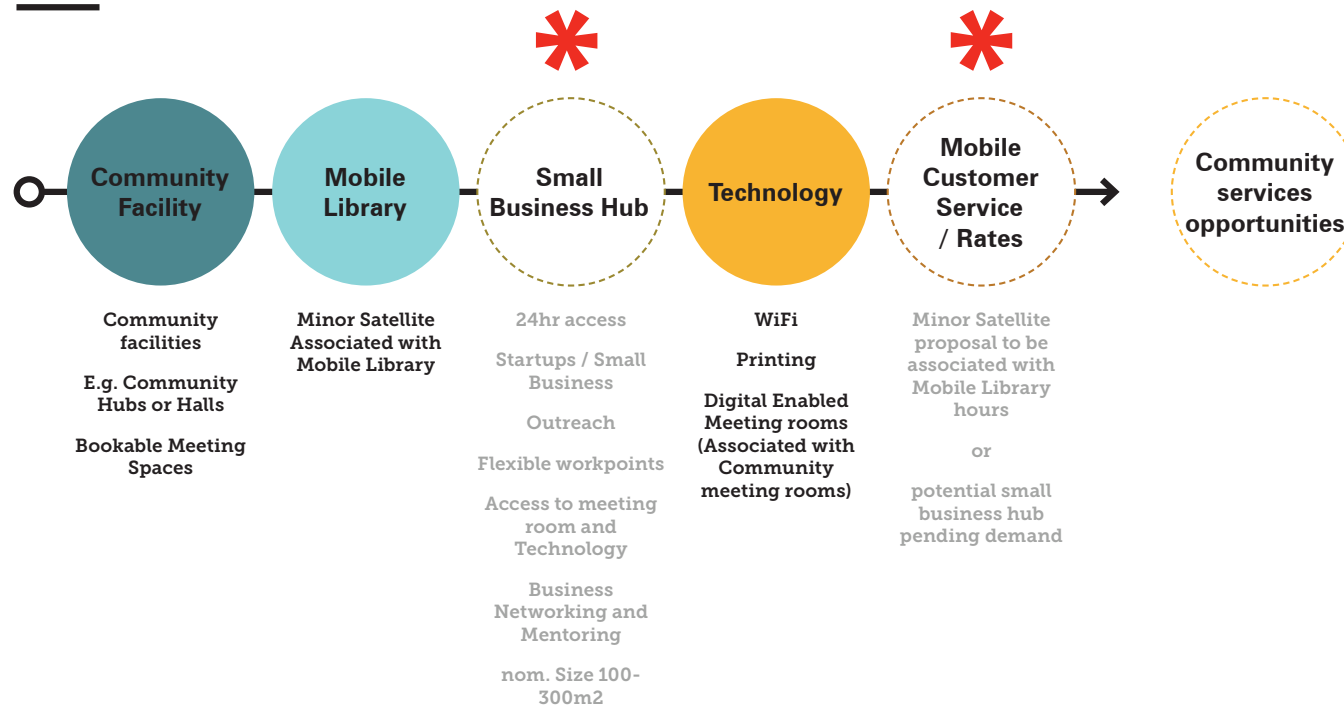 Community
Facility
Mobile
Library
Small
Business Hub
Technology
Mobile
Customer
Service
/ Rates
Community
services
opportunities
Community
facilities
E.g. Community
Hubs or Halls
Bookable Meeting
Spaces
Minor Satellite
Associated with
Mobile Library
24hr access
Startups / Small
Business
Outreach
Flexible workpoints
Access to meeting
room and
Technology
Business
Networking and
Mentoring
nom. Size 100-
300m2
WiFi
Printing
Digital Enabled
Meeting rooms
(Associated with
Community
meeting rooms)
Minor Satellite
proposal to be
associated with
Mobile Library
hours
or
potential small
business hub
pending demand